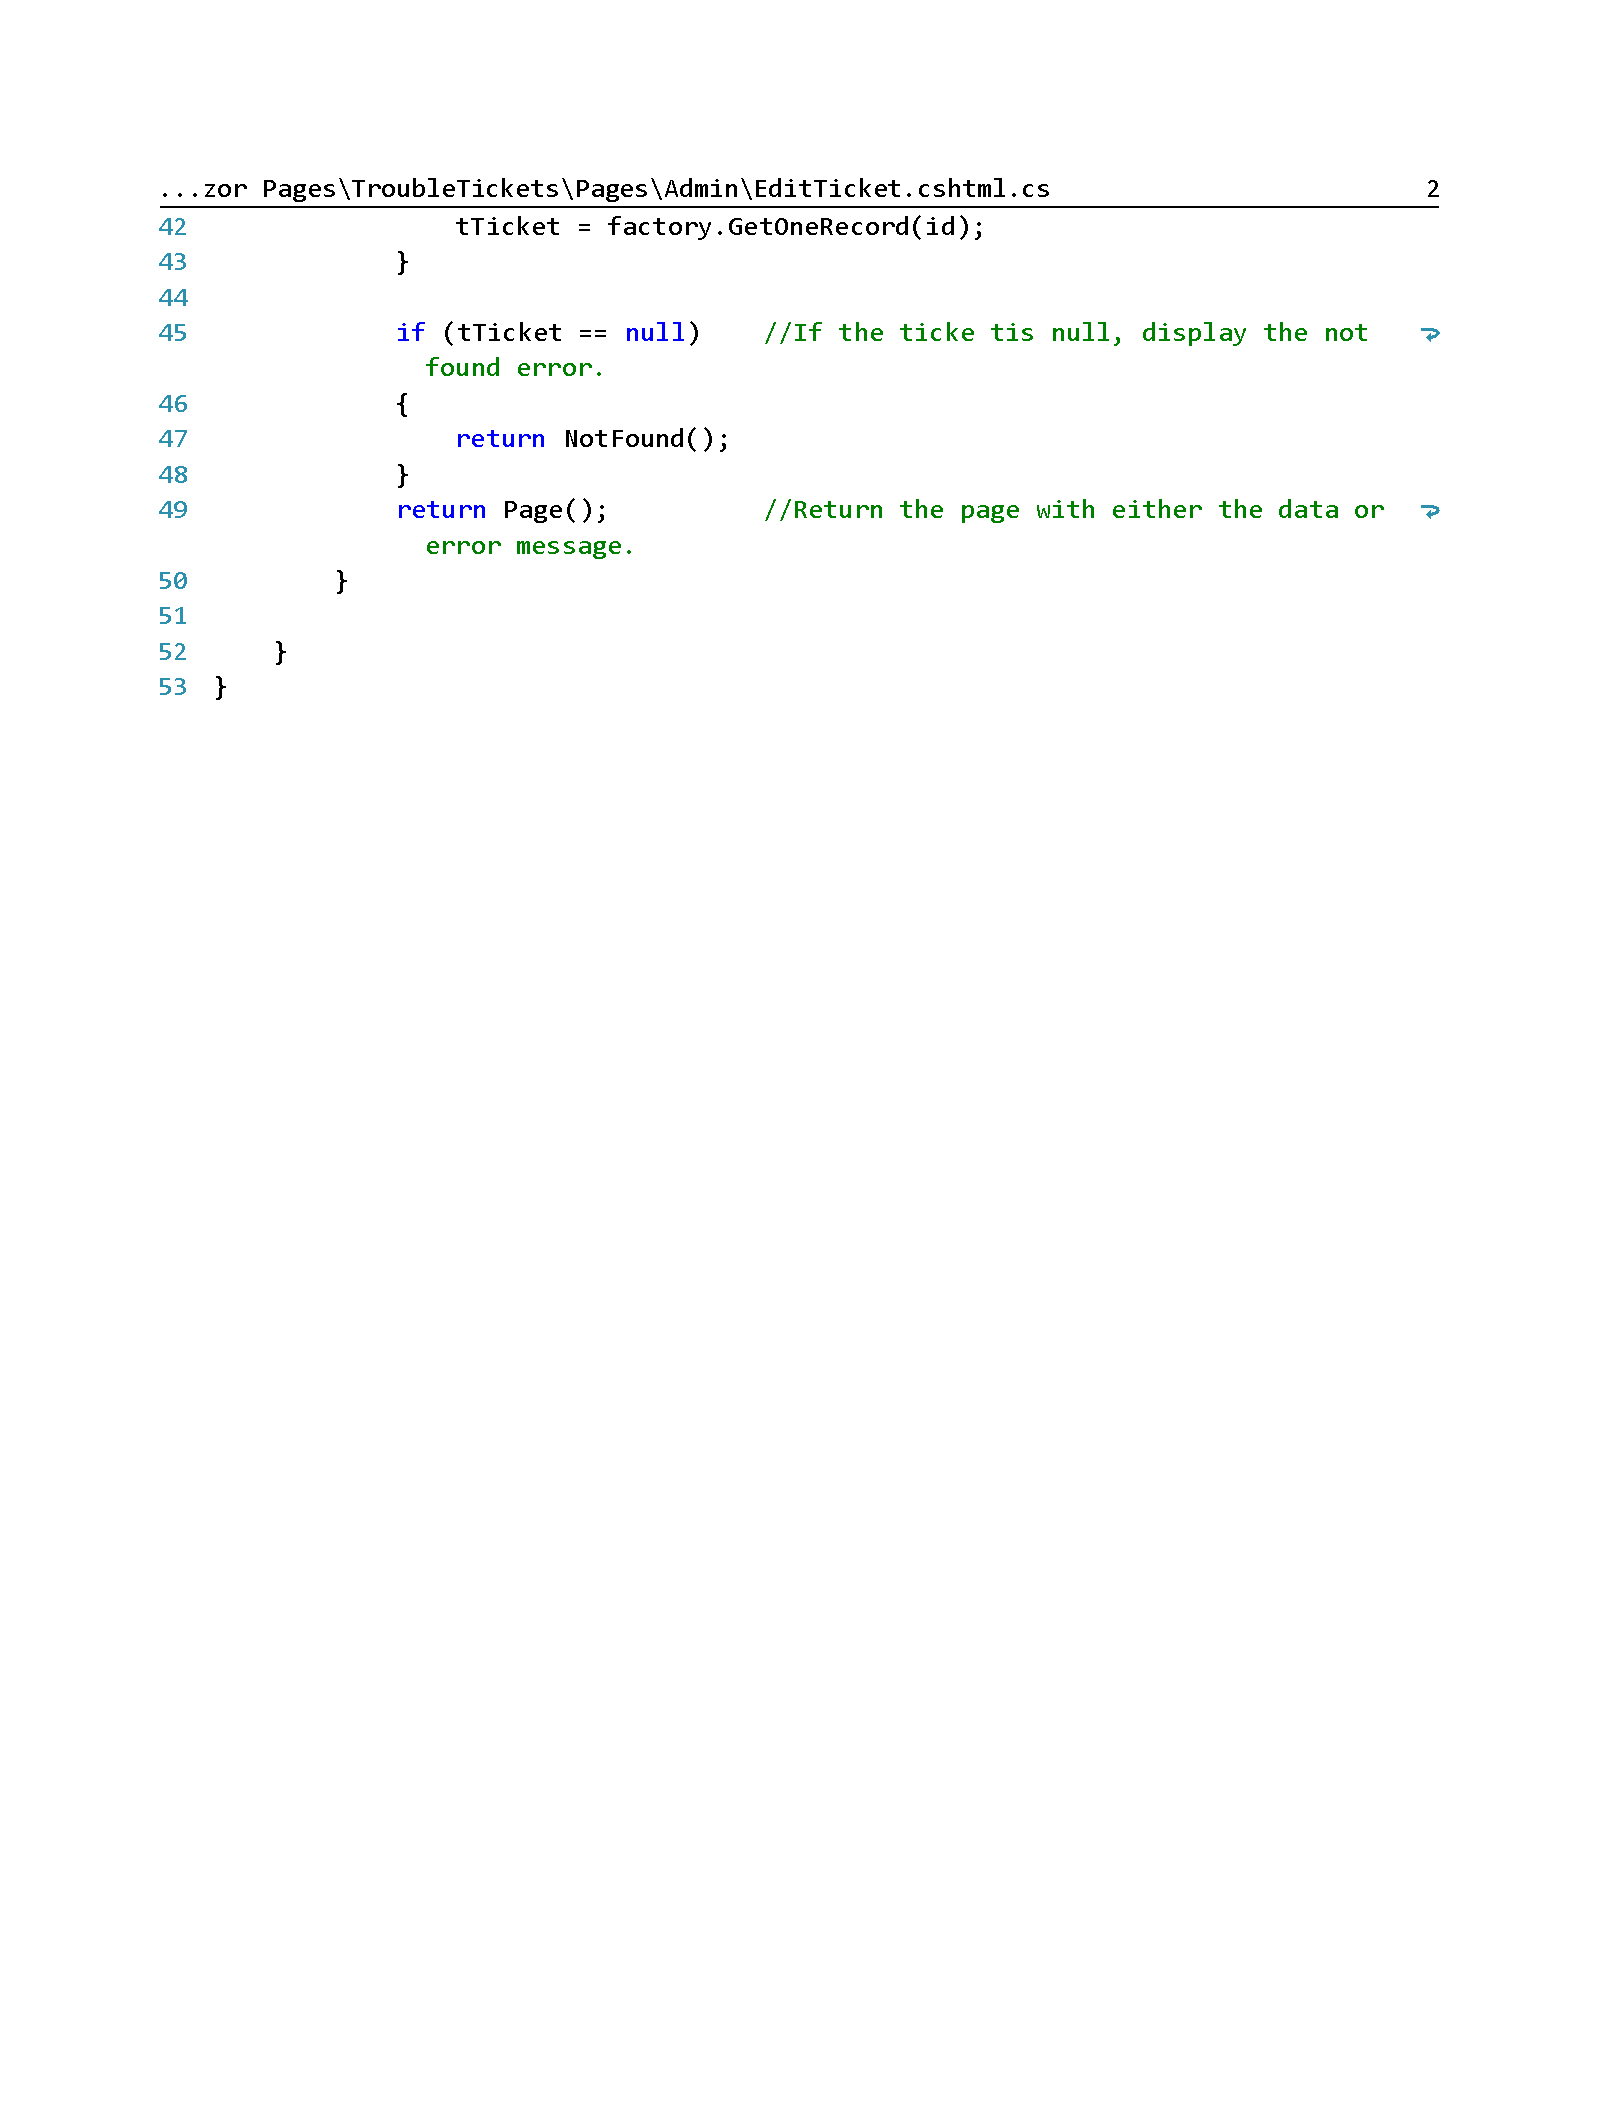 ...zor Pages\TroubleTickets\Pages\Admin\EditTicket.cshtml.cs 2
42 tTicket = factory.GetOneRecord(id);
43 }
44
45 if (tTicket == null) //If the ticke tis null, display the not
found error.
46 {
47 return NotFound();
48 }
49 return Page(); //Return the page with either the data or
error message.
50 }
51
52 }
53 }